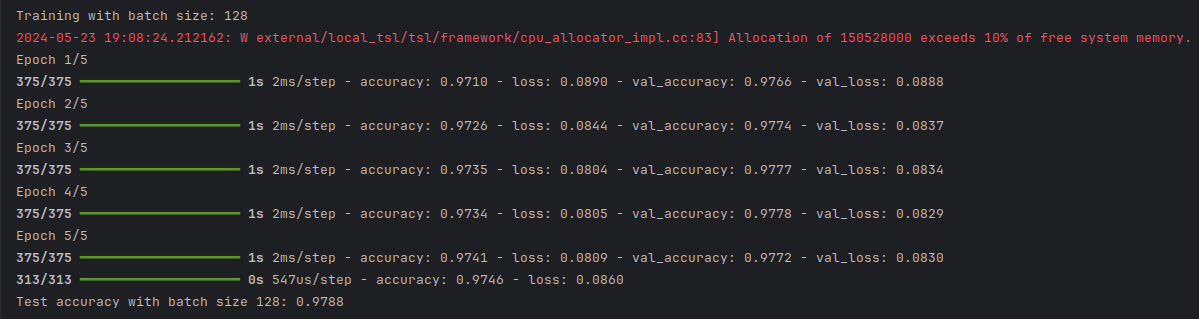 Training with batch size: 128
2024-05-23 19:08:24.212162: W external/local_tsl/tsl/framework/cpu_allocator_impl.cc:83] Allocation of 150528000 exceeds 10% of free system memory.
Epoch 1/5
375/375 ━━━━━━━━━━━━━━━━━━━━ 1s 2ms/step - accuracy: 0.9710 - loss: 0.0890 - val_accuracy: 0.9766 - val_loss: 0.0888
Epoch 2/5
375/375 ━━━━━━━━━━━━━━━━━━━━ 1s 2ms/step - accuracy: 0.9726 - loss: 0.0844 - val_accuracy: 0.9774 - val_loss: 0.0837
Epoch 3/5
375/375 ━━━━━━━━━━━━━━━━━━━━ 1s 2ms/step - accuracy: 0.9735 - loss: 0.0804 - val_accuracy: 0.9777 - val_loss: 0.0834
Epoch 4/5
375/375 ━━━━━━━━━━━━━━━━━━━━ 1s 2ms/step - accuracy: 0.9734 - loss: 0.0805 - val_accuracy: 0.9778 - val_loss: 0.0829
Epoch 5/5
375/375 ━━━━━━━━━━━━━━━━━━━━ 1s 2ms/step - accuracy: 0.9741 - loss: 0.0809 - val_accuracy: 0.9772 - val_loss: 0.0830
313/313 ━━━━━━━━━━━━━━━━━━━━ 0s 547us/step - accuracy: 0.9746 - loss: 0.0860
Test accuracy with batch size 128: 0.9788